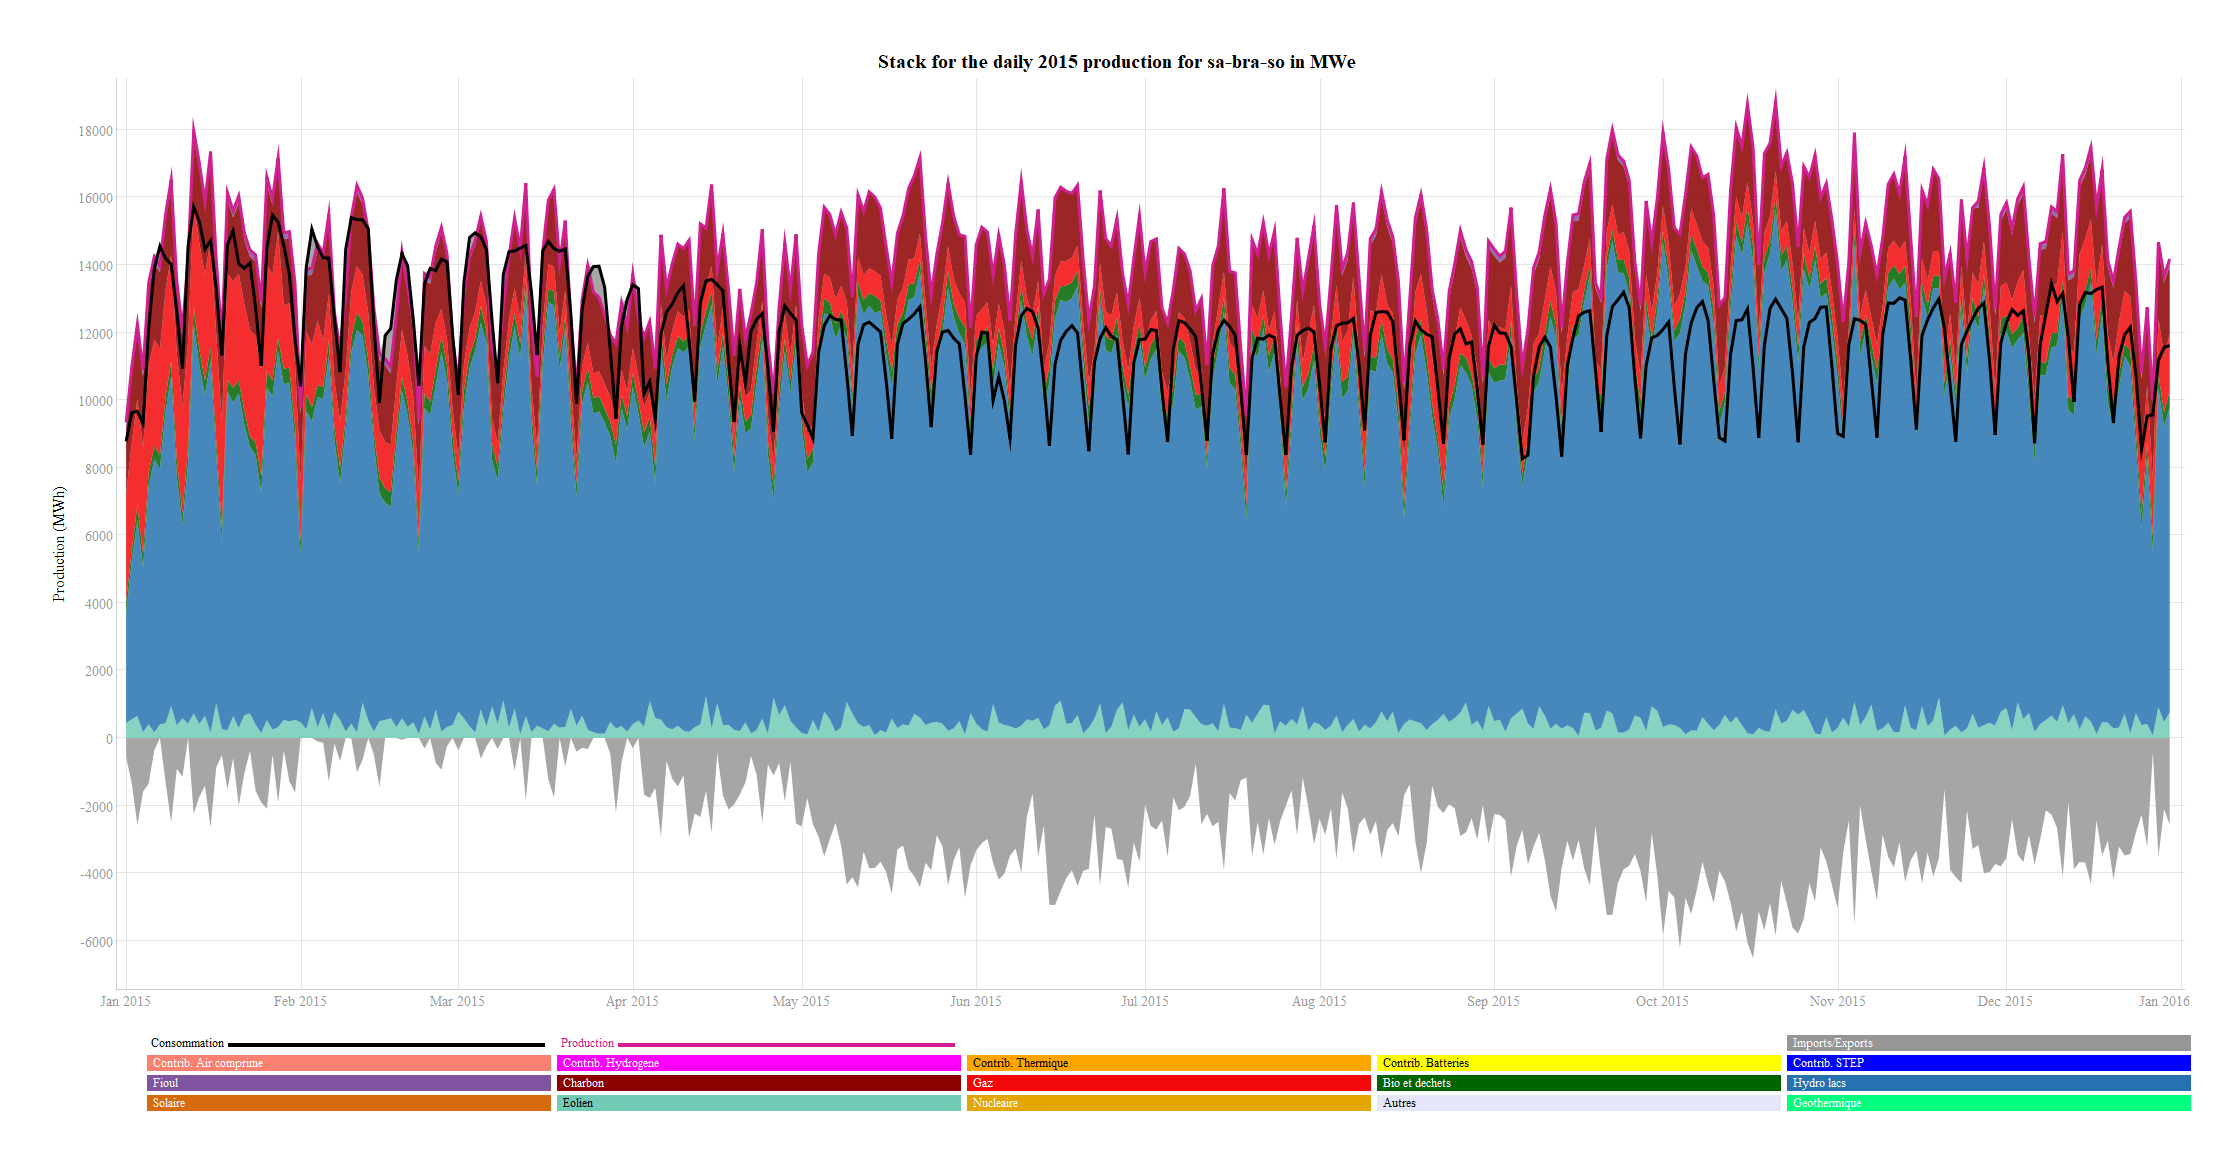 Stack for the daily 2015 production for sa-bra-so in MWe
Production (MWh)
18000
16000
14000
12000
10000
8000
6000
4000
2000
0
-2000
-4000
-6000
Jan 2015 Feb 2015 Mar 2015 Apr 2015 May 2015 Jun 2015 Jul 2015 Aug 2015 Sep 2015 Oct 2015 Nov 2015 Dec 2015 Jan 2016
Consommation Production Imports/Exports
Contrib. Air comprime Contrib. Hydrogene Contrib. Thermique Contrib. Batteries Contrib. STEP
Fioul Charbon Gaz Bio et dechets Hydro lacs
Solaire Eolien Nucleaire Autres Geothermique